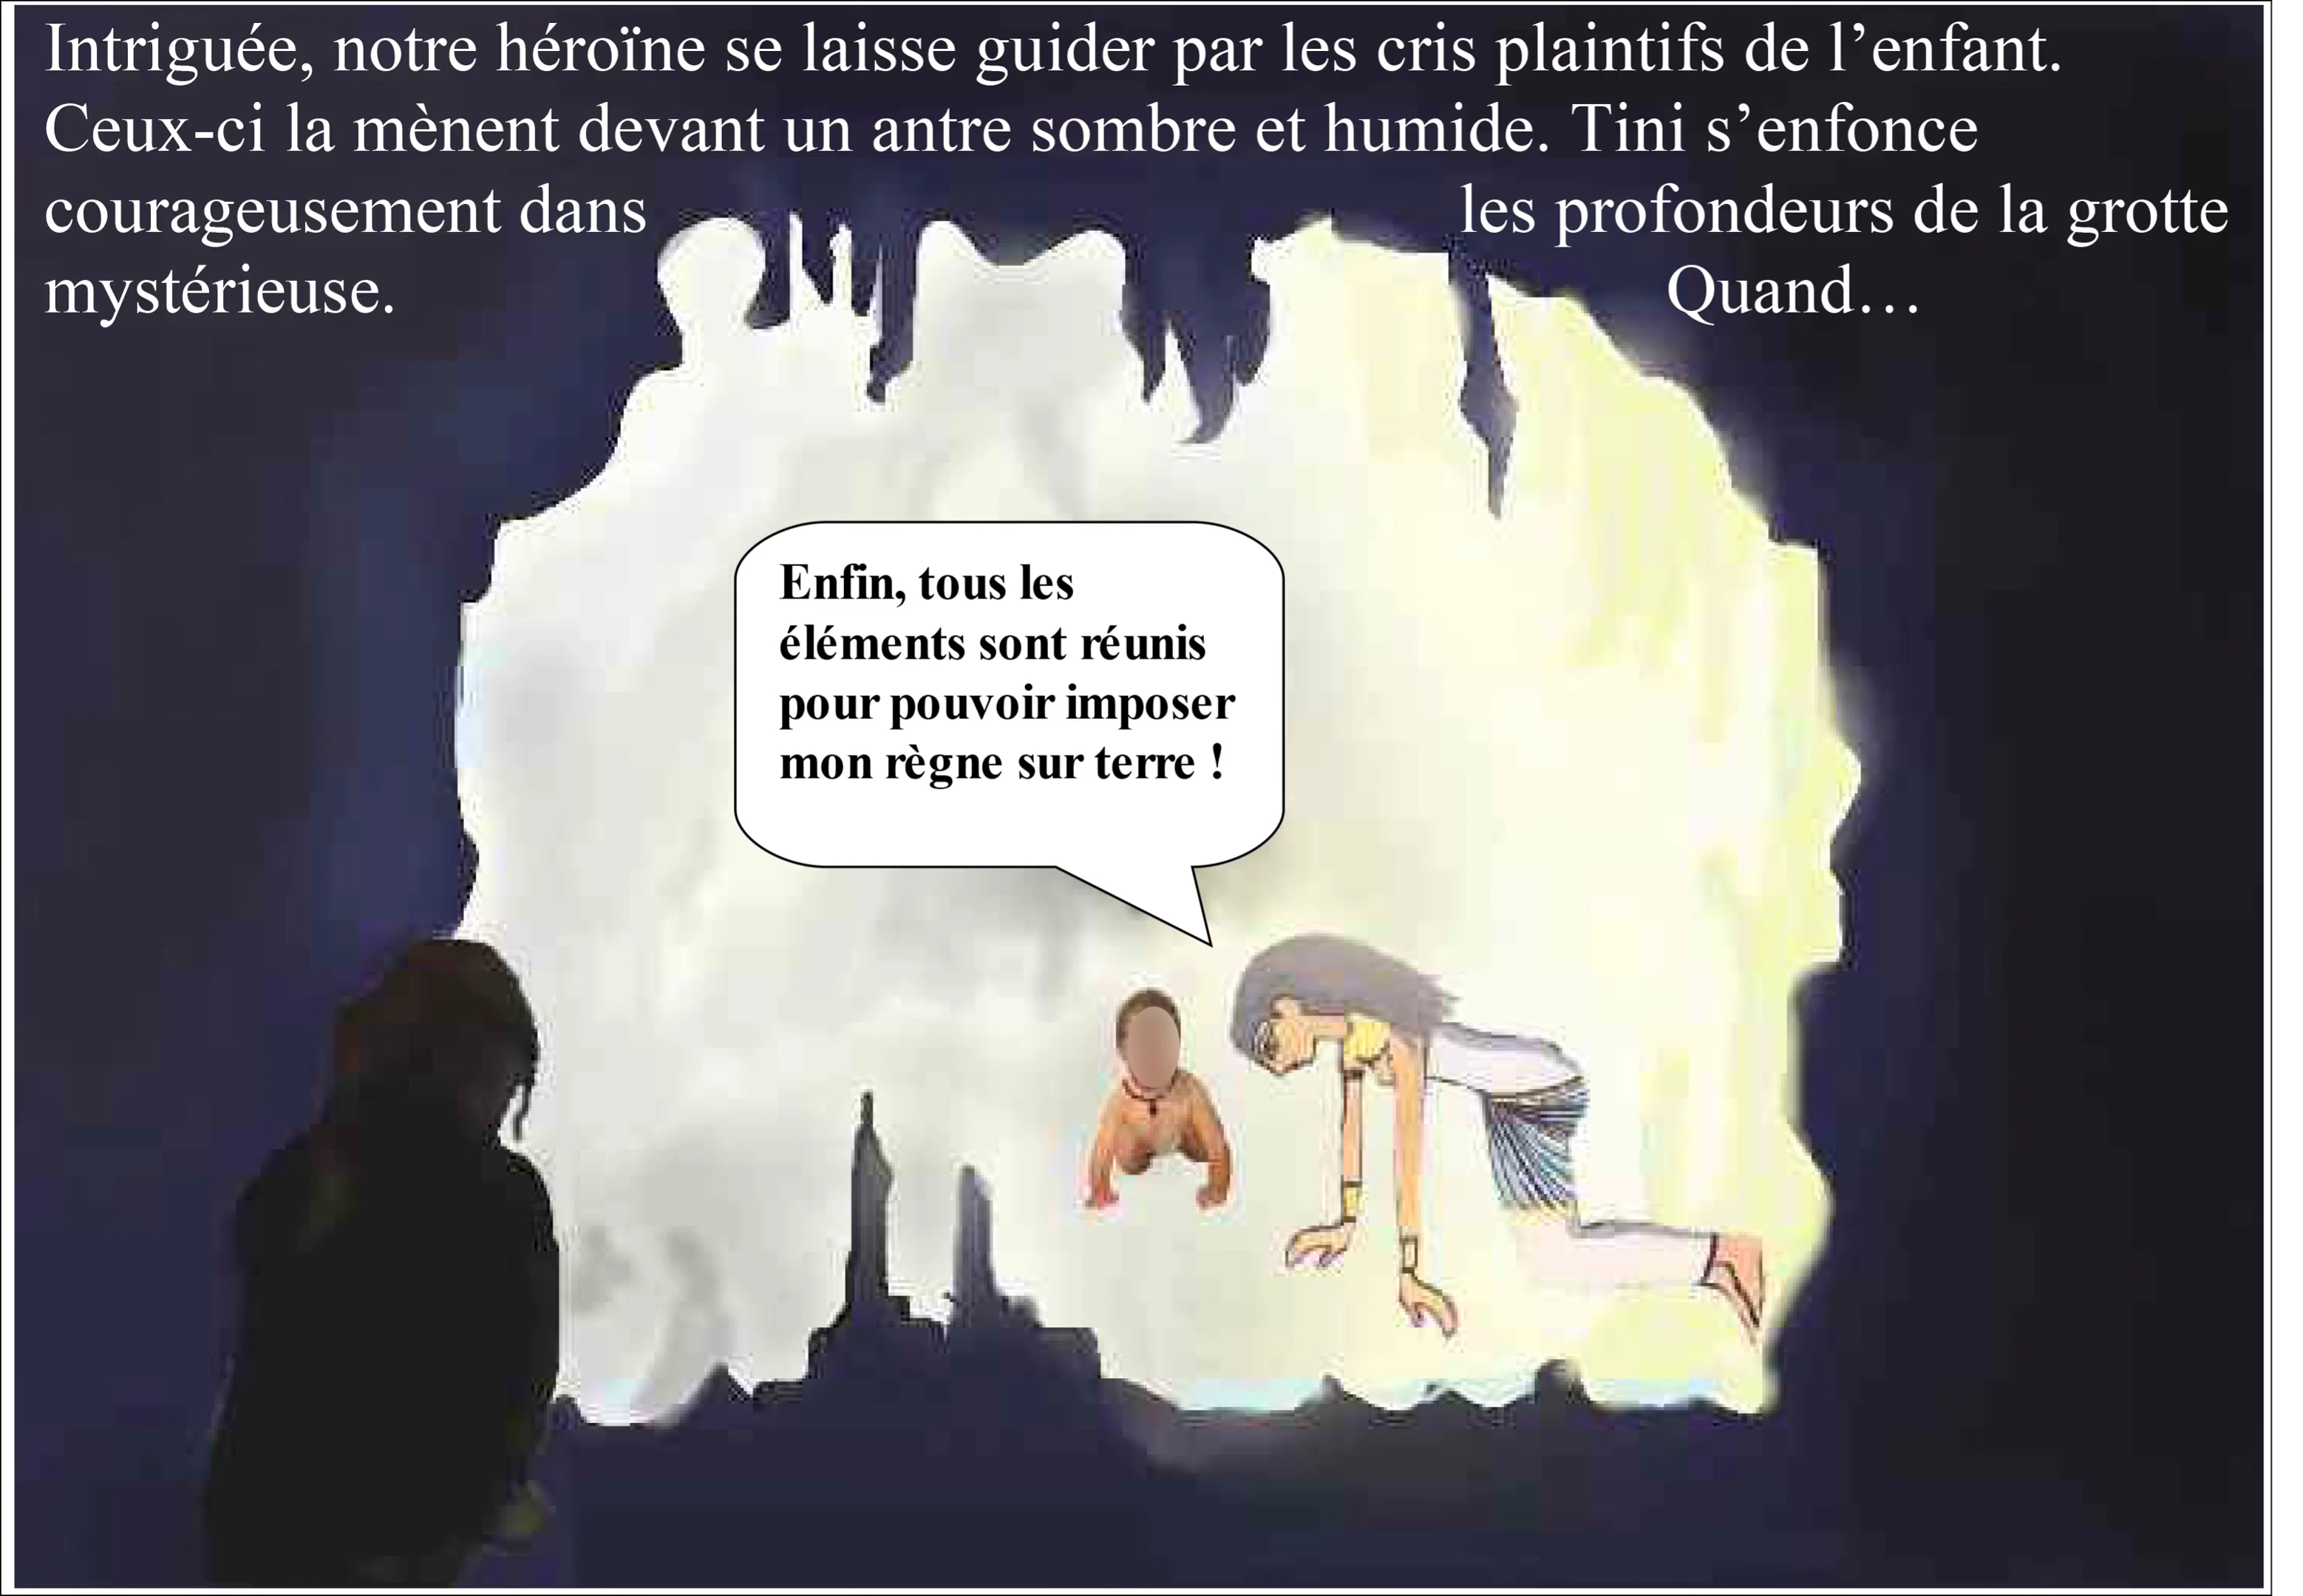 Intriguée, notre héroïne se laisse guider par les cris plaintifs de l’enfant.
Ceux-ci la mènent devant un antre sombre et humide. Tini s’enfonce
courageusement dans les profondeurs de la grotte
mystérieuse. Quand…
Enfin, tous les
éléments sont réunis
pour pouvoir imposer
mon règne sur terre !